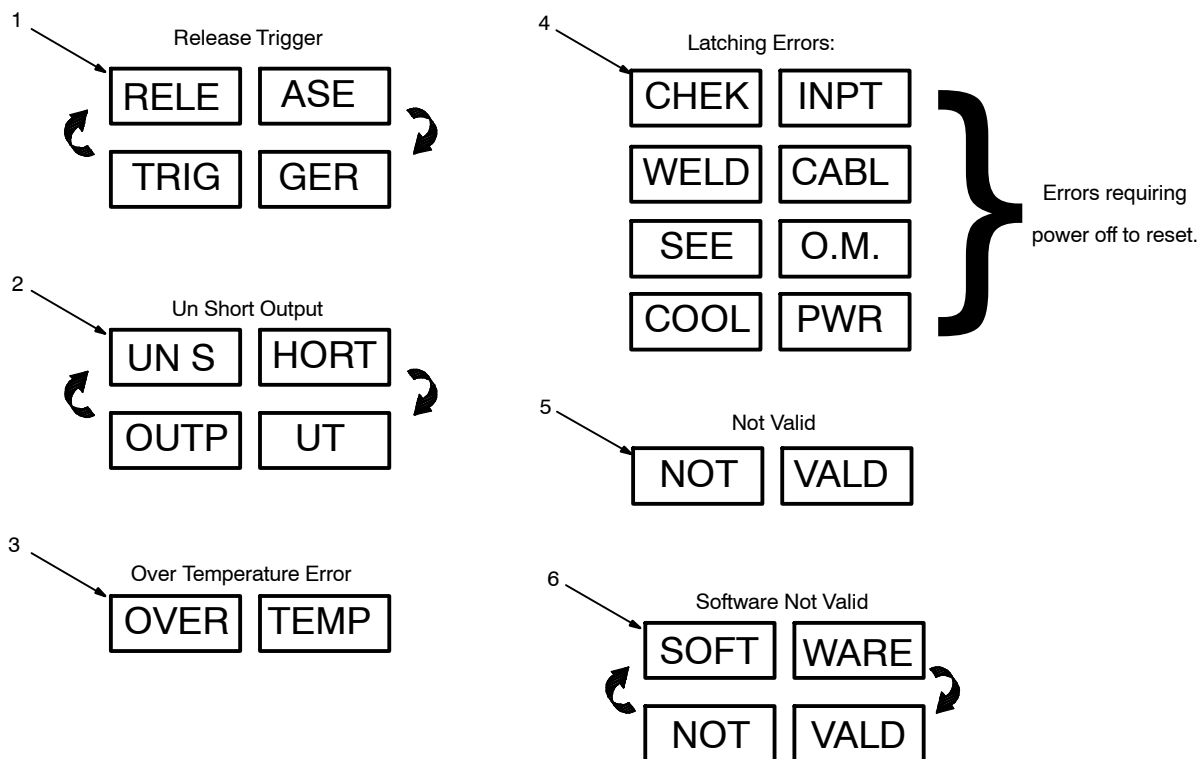 1
Release Trigger
RELE ASE
TRIG GER
2
Un Short Output
UN S HORT
OUTP UT
3
Over Temperature Error
OVER TEMP
4
Latching Errors:
CHEK INPT
WELD CABL
SEE O.M.
COOL PWR
Errors requiring
power off to reset.
5
Not Valid
NOT VALD
6
Software Not Valid
SOFT WARE
NOT VALD